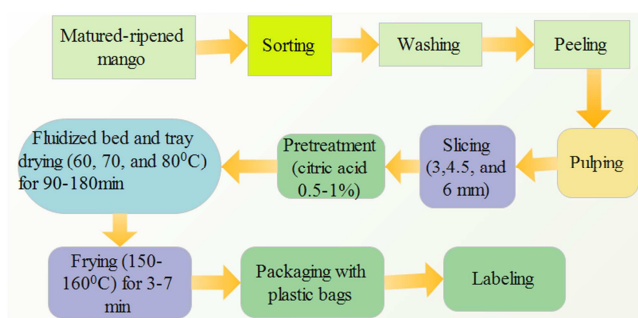 Matured-ripened
mango
Sorting
Washing
Peeling
Pulping
Slicing
(3,4.5, and
6 mm)
Pretreatment
(citric acid
0.5-1%)
Fluidized bed and tray
drying (60, 70, and 80⁰C)
for 90-180min
Frying (150-
160⁰C) for 3-7
min
Packaging with
plastic bags
Labeling